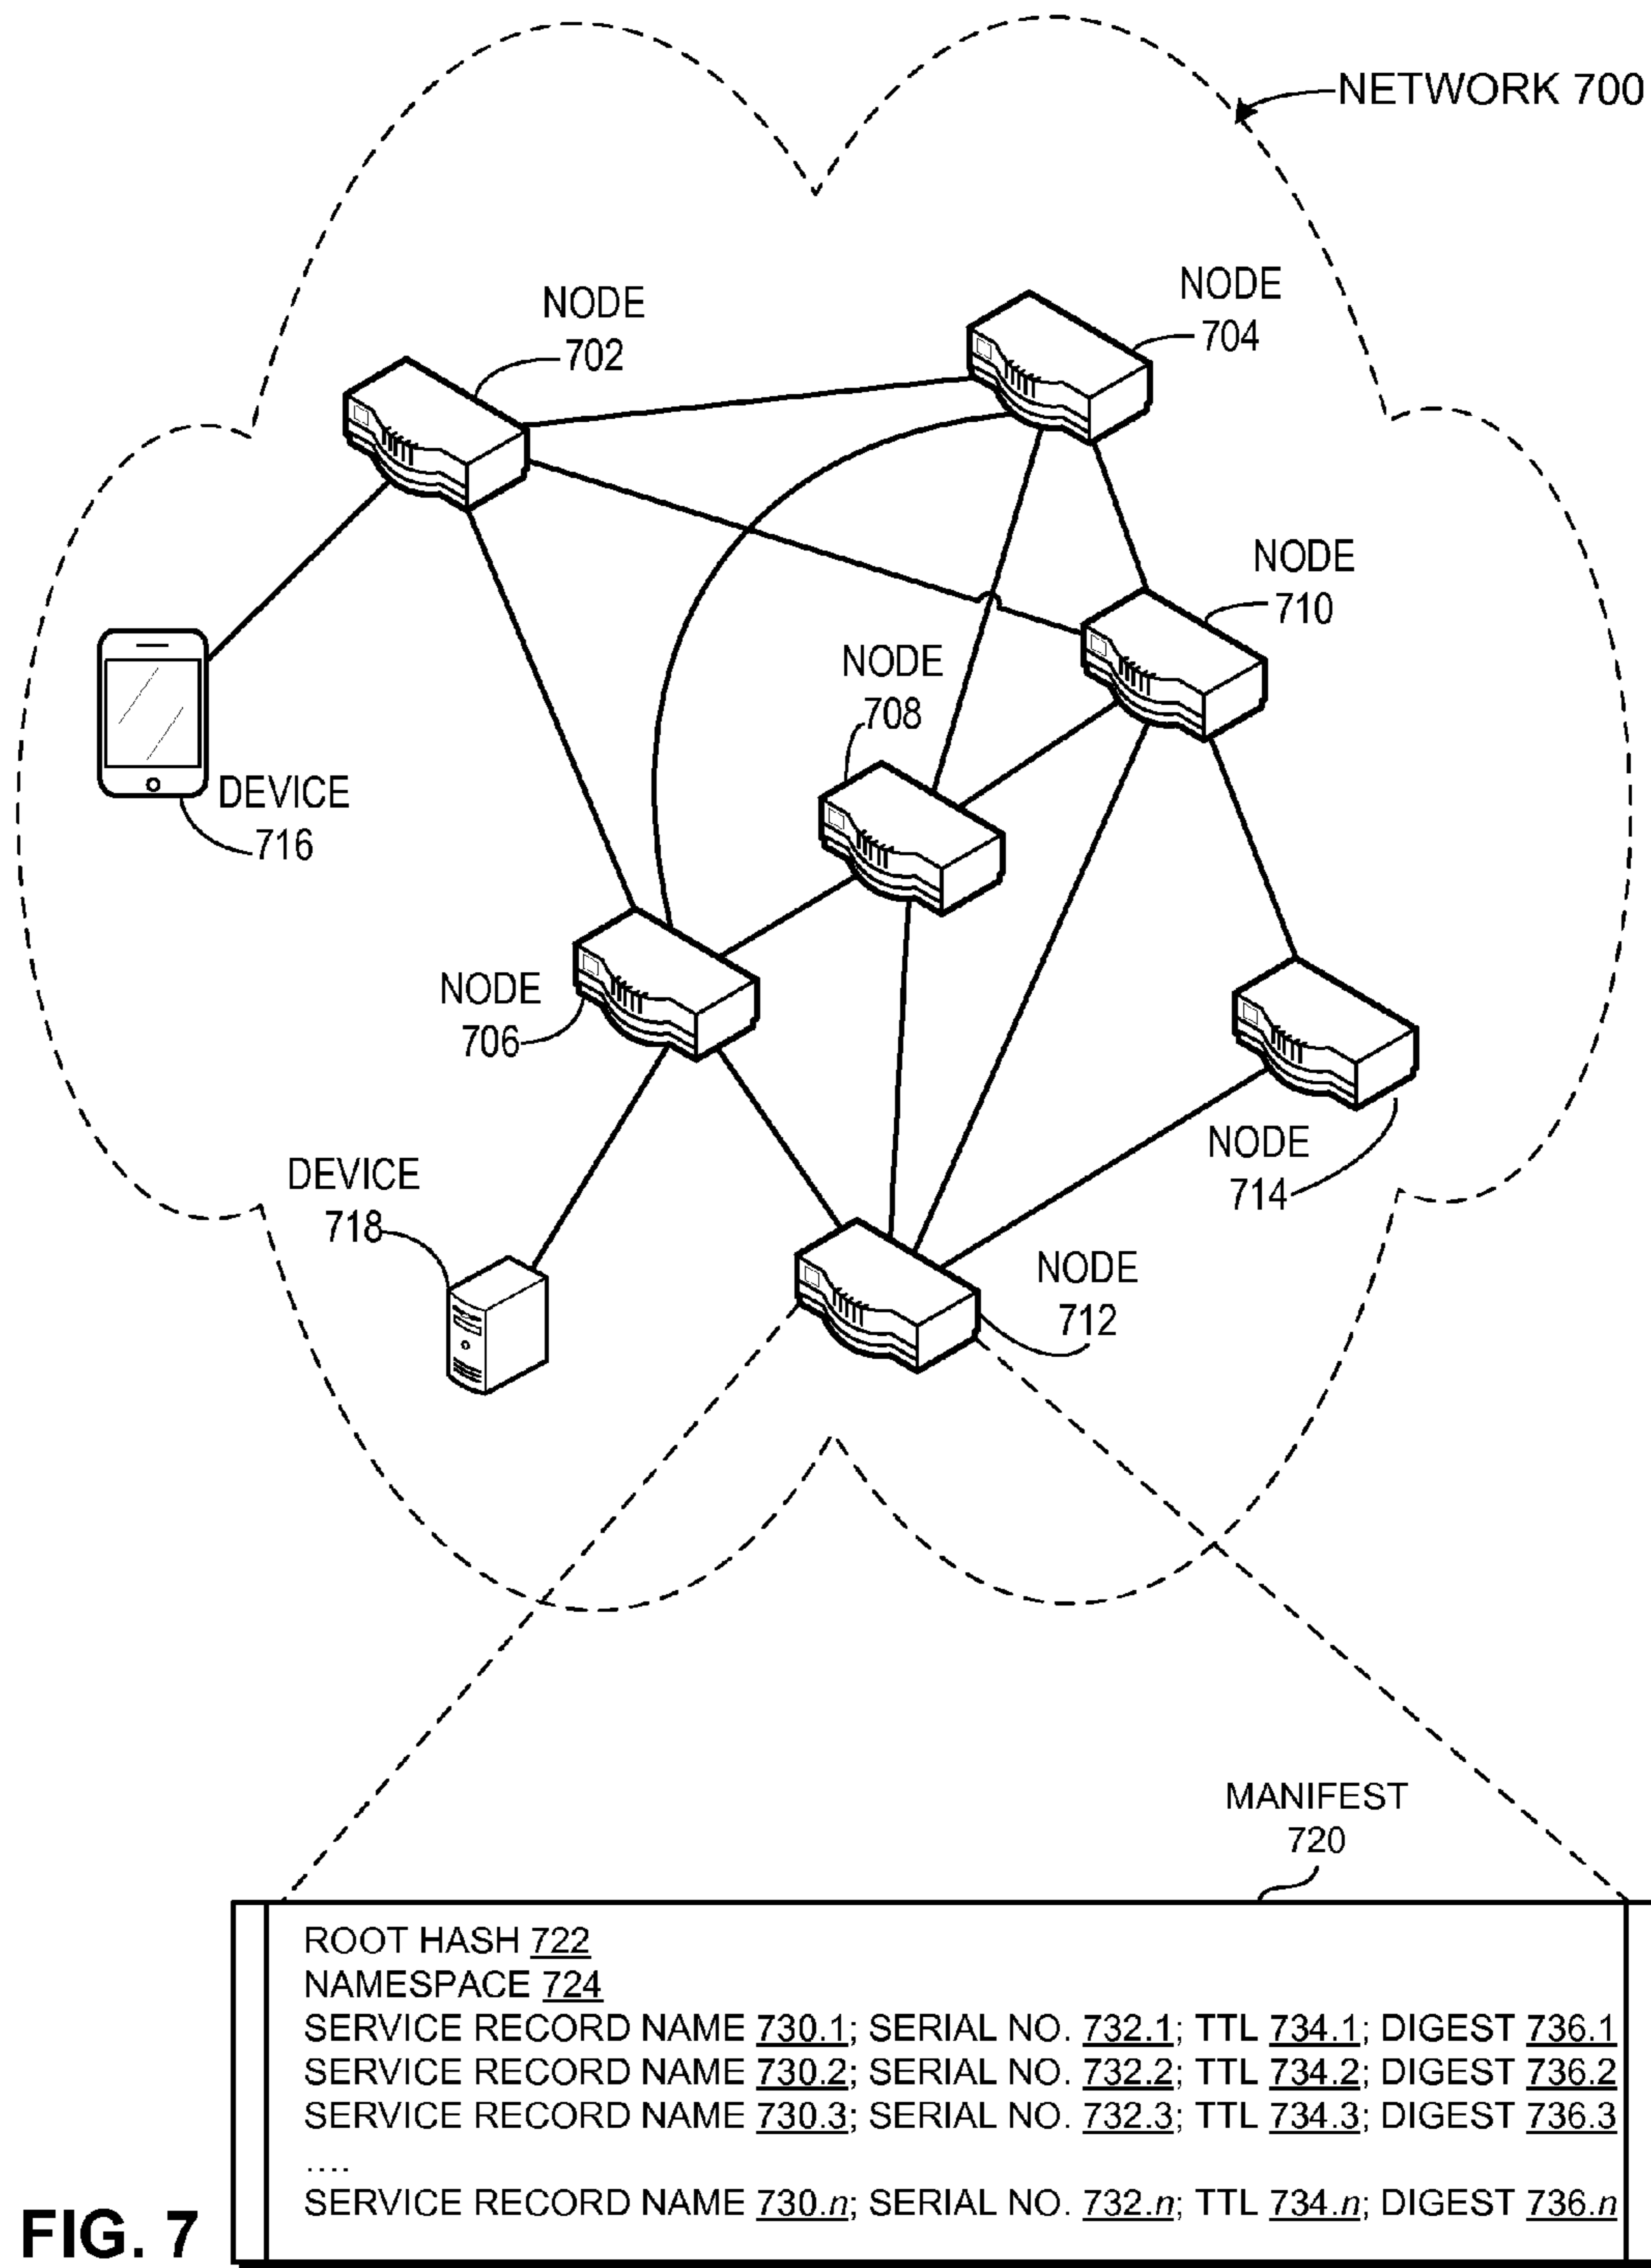 NETWORK 700
NODE
702
NODE
704
NODE
710
NODE
708
DEVICE
716
NODE
706
NODE
714
DEVICE
718
NODE
712
MANIFEST
720
ROOT HASH 722
NAMESPACE 724
SERVICE RECORD NAME 730.1; SERIAL NO. 732.1; TTL 734.1; DIGEST 736.1
SERVICE RECORD NAME 730.2; SERIAL NO. 732.2; TTL 734.2; DIGEST 736.2
SERVICE RECORD NAME 730.3; SERIAL NO. 732.3; TTL 734.3; DIGEST 736.3
....
SERVICE RECORD NAME 730.n; SERIAL NO. 732.n; TTL 734.n; DIGEST 736.n
FIG. 7